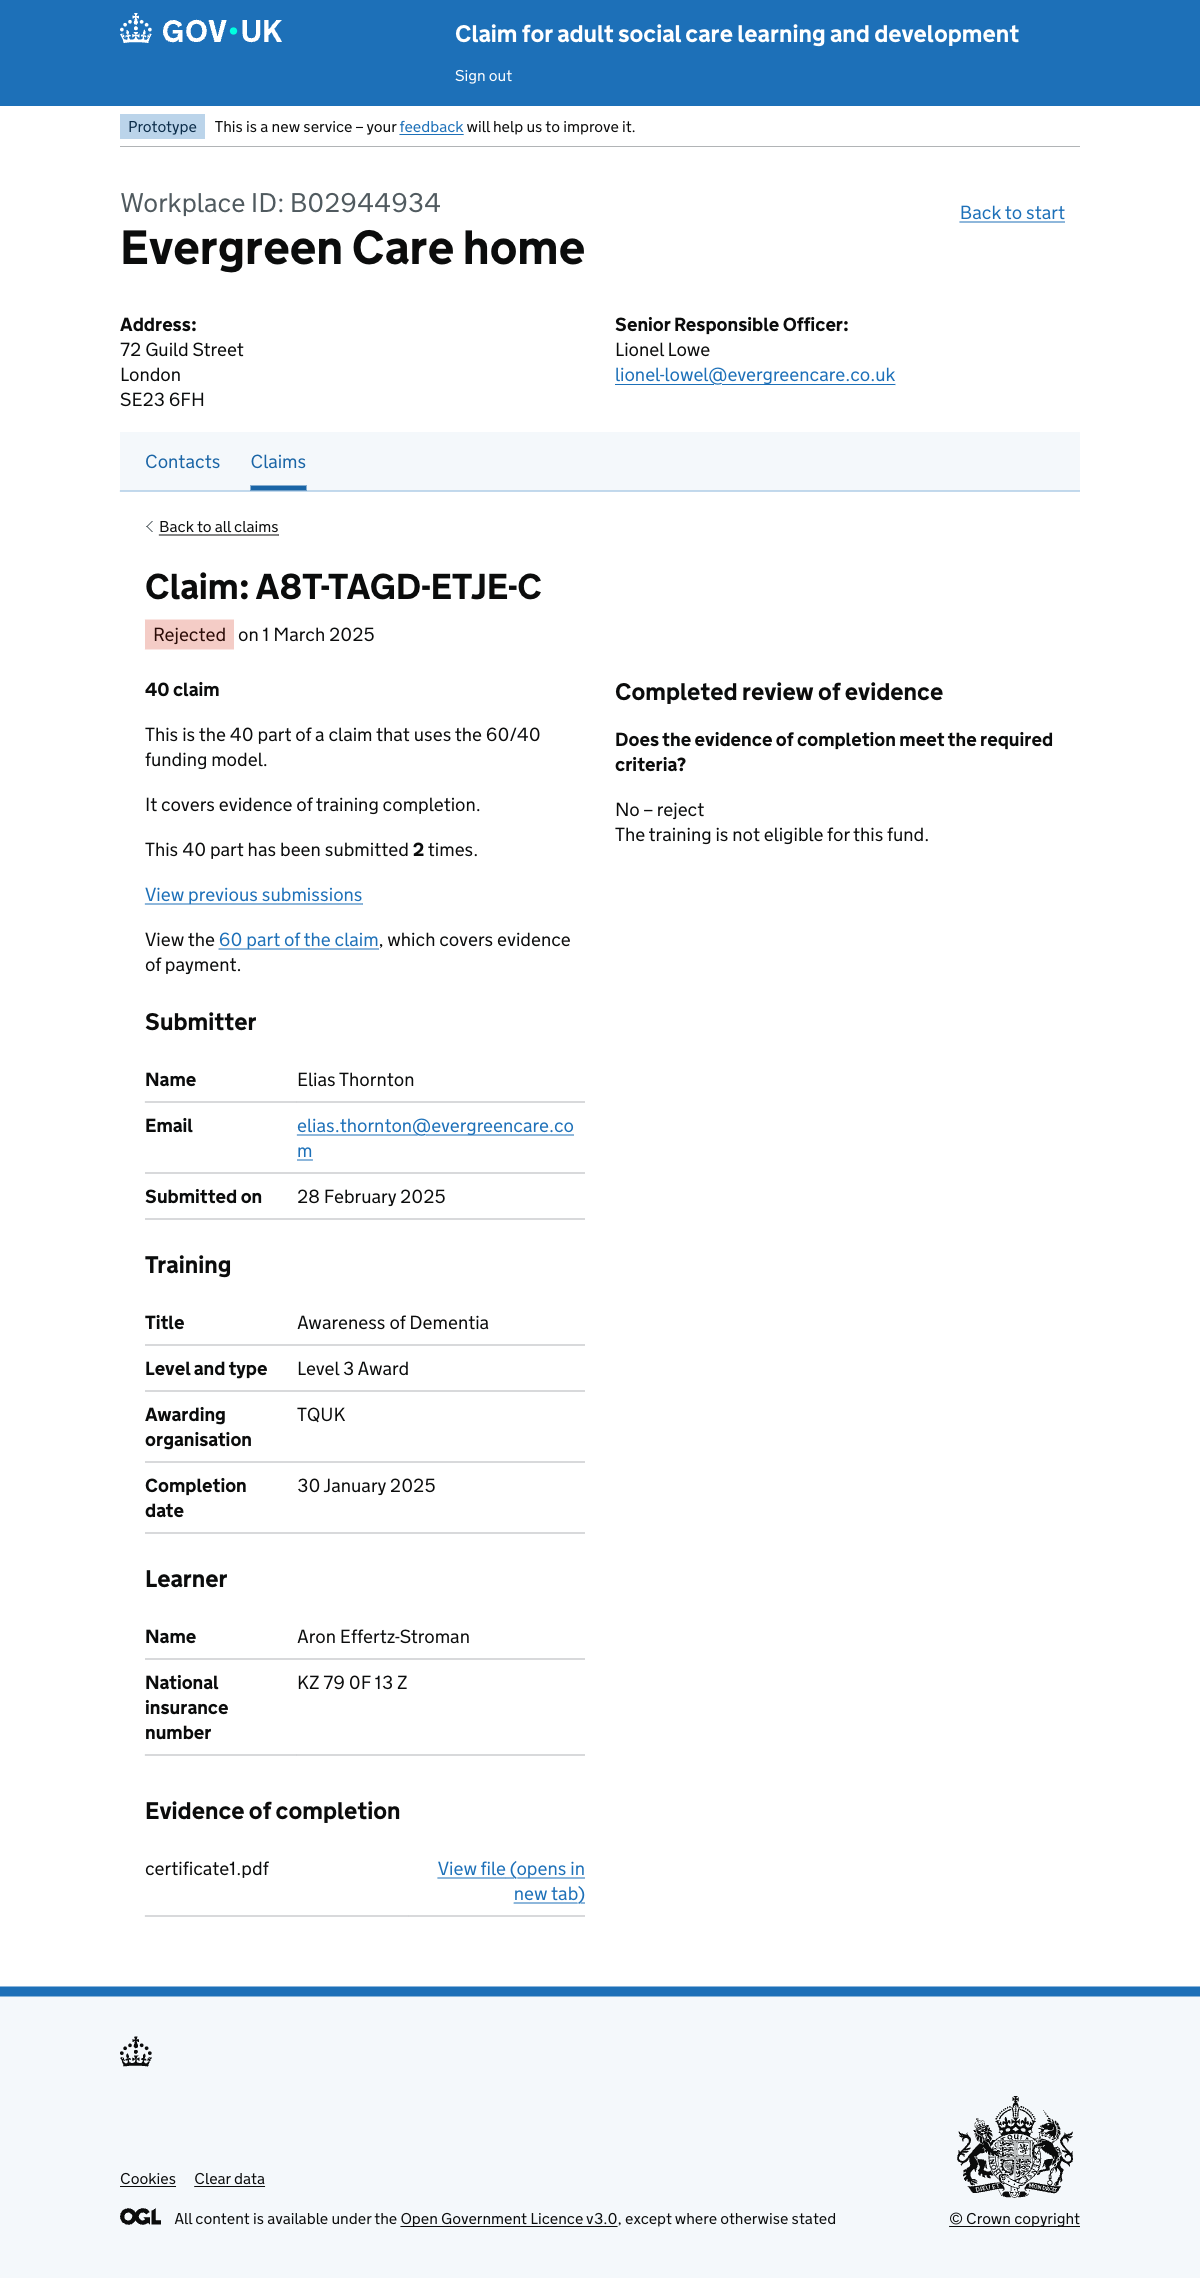 GOV·UK
Claim for adult social care learning and development
Sign out
Prototype This is a new service – your feedback will help us to improve it.
Workplace ID: B02944934
Evergreen Care home
Back to start
Address:
72 Guild Street
London
SE23 6FH
Senior Responsible Officer:
Lionel Lowe
lionel-lowel@evergreencare.co.uk
Contacts Claims
Back to all claims
Claim: A8T-TAGD-ETJE-C
Rejected on 1 March 2025
40 claim
This is the 40 part of a claim that uses the 60/40
funding model.
It covers evidence of training completion.
This 40 part has been submitted 2 times.
View previous submissions
View the 60 part of the claim, which covers evidence
of payment.
Completed review of evidence
Does the evidence of completion meet the required
criteria?
No – reject
The training is not eligible for this fund.
Submitter
Name Elias Thornton
Email elias.thornton@evergreencare.co
m
Submitted on 28 February 2025
Training
Title Awareness of Dementia
Level and type Level 3 Award
Awarding TQUK
organisation
Completion 30 January 2025
date
Learner
Name Aron Effertz-Stroman
National KZ 79 0F 13 Z
insurance
number
Evidence of completion
certificate1.pdf View file (opens in
new tab)
Cookies Clear data
OGL All content is available under the Open Government Licence v3.0, except where otherwise stated
© Crown copyright